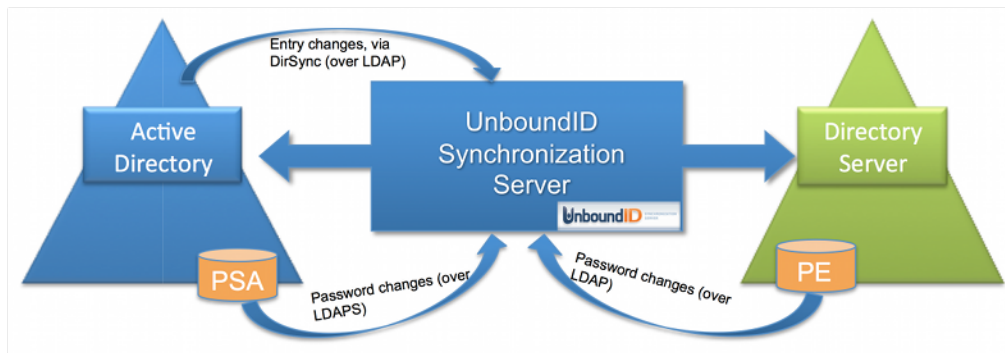 Entry changes, via
DirSync (over LDAP)
Active
Directory
UnboundID
Synchronization
Server
UnboundID
Directory
Server
PSA
Password changes (over
LDAPS)
Password changes (over
LDAP)
PE